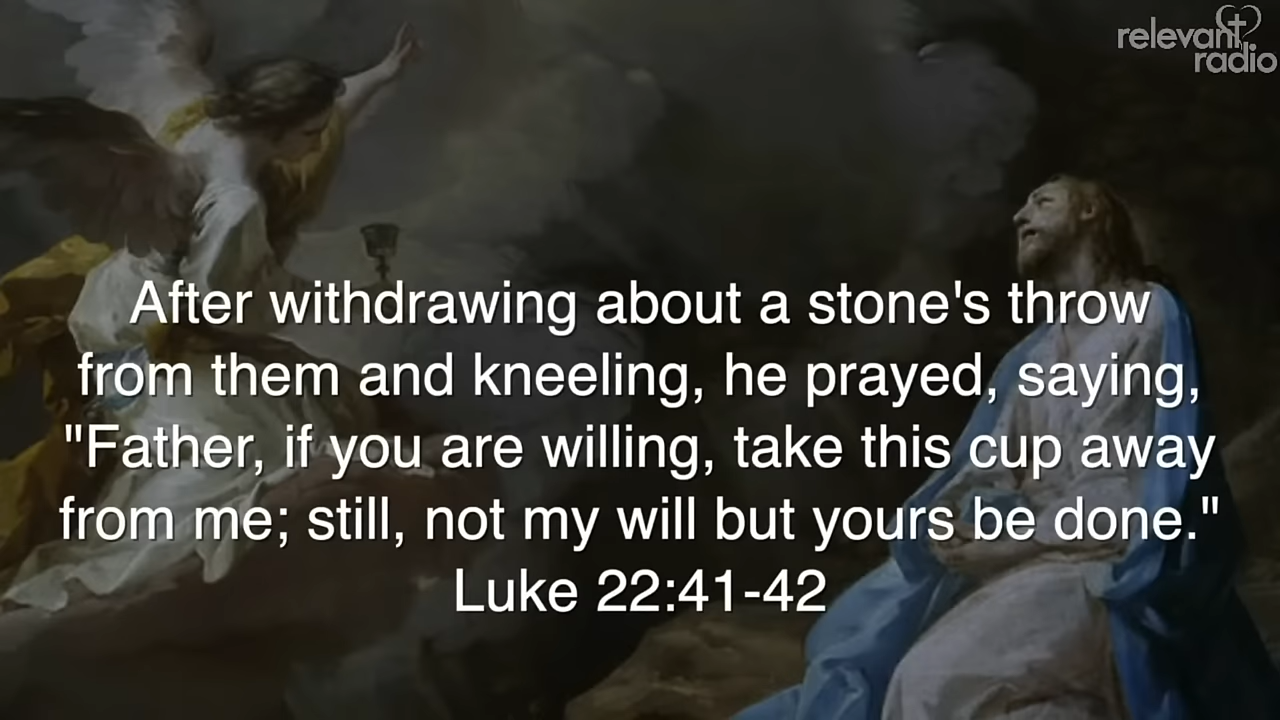 relevant
radio
After withdrawing about a stone's throw
from them and kneeling, he prayed, saying,
"Father, if you are willing, take this cup away
from me; still, not my will but yours be done."
Luke 22:41-42